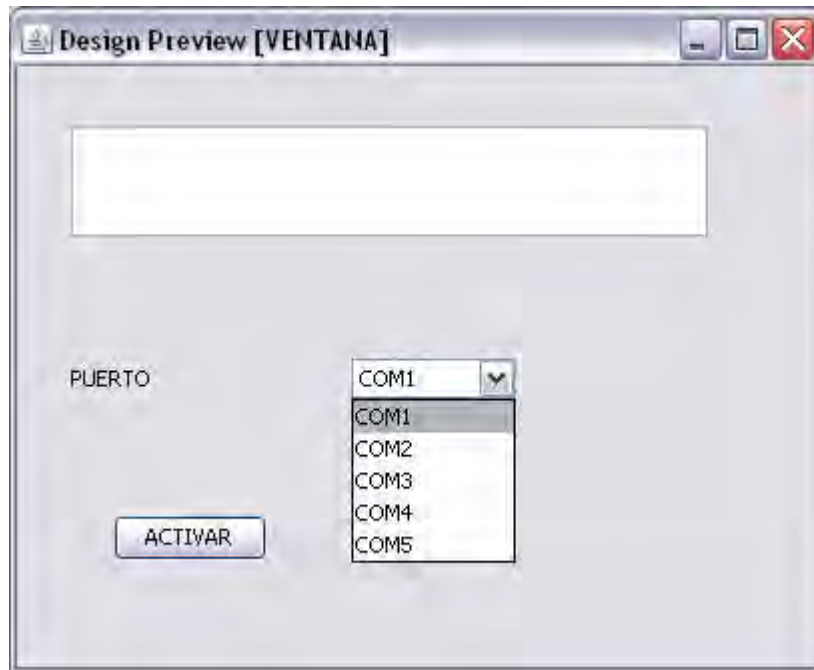 Design Preview [VENTANA]
PUERTO
COM1
COM1
COM2
COM3
COM4
COM5
ACTIVAR